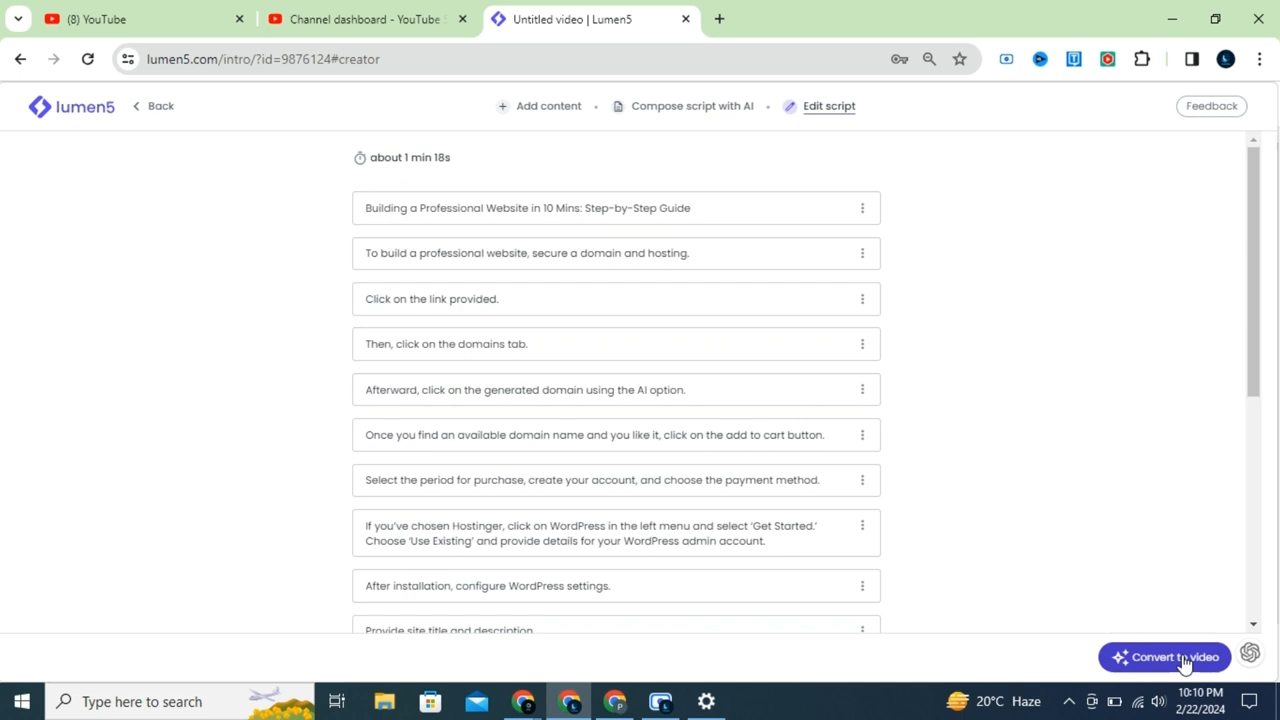 (8) YouTube
Channel dashboard - YouTube
Untitled video | Lumen5
lumen5.com/intro/?id=9876124#creator
lumen5
Back
Add content
Compose script with AI
Edit script
Feedback
about 1 min 18s
Building a Professional Website in 10 Mins: Step-by-Step Guide
To build a professional website, secure a domain and hosting.
Click on the link provided.
Then, click on the domains tab.
Afterward, click on the generated domain using the AI option.
Once you find an available domain name and you like it, click on the add to cart button.
Select the period for purchase, create your account, and choose the payment method.
If you've chosen Hostinger, click on WordPress in the left menu and select 'Get Started.'
Choose 'Use Existing' and provide details for your WordPress admin account.
After installation, configure WordPress settings.
Provide site title and description
Convert to video
Type here to search
20°C Haze
10:10 PM
2/22/2024